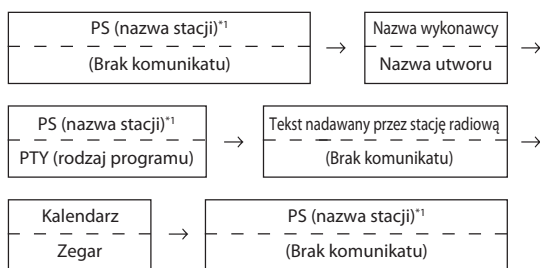 PS (nazwa stacji)*1
(Brak komunikatu)
Nazwa wykonawcy
Nazwa utworu
PS (nazwa stacji)*1
PTY (rodzaj programu)
Tekst nadawany przez stację radiową
(Brak komunikatu)
Kalendarz
Zegar
PS (nazwa stacji)*1
(Brak komunikatu)